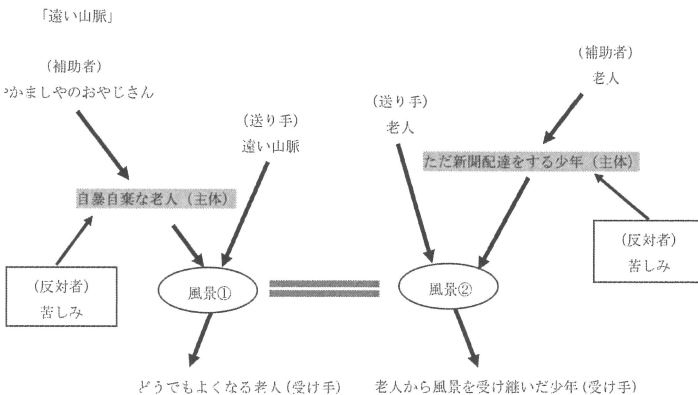 「遠い山脈」
(補助者)
やかましやのおやじさん
(送り手)
遠い山脈
自暴自棄な老人(主体)
(反対者)
苦しみ
風景①
どうでもよくなる老人(受け手)
(補助者)
老人
(送り手)
老人
ただ新聞配達をする少年(主体)
(反対者)
苦しみ
風景②
老人から風景を受け継いだ少年(受け手)